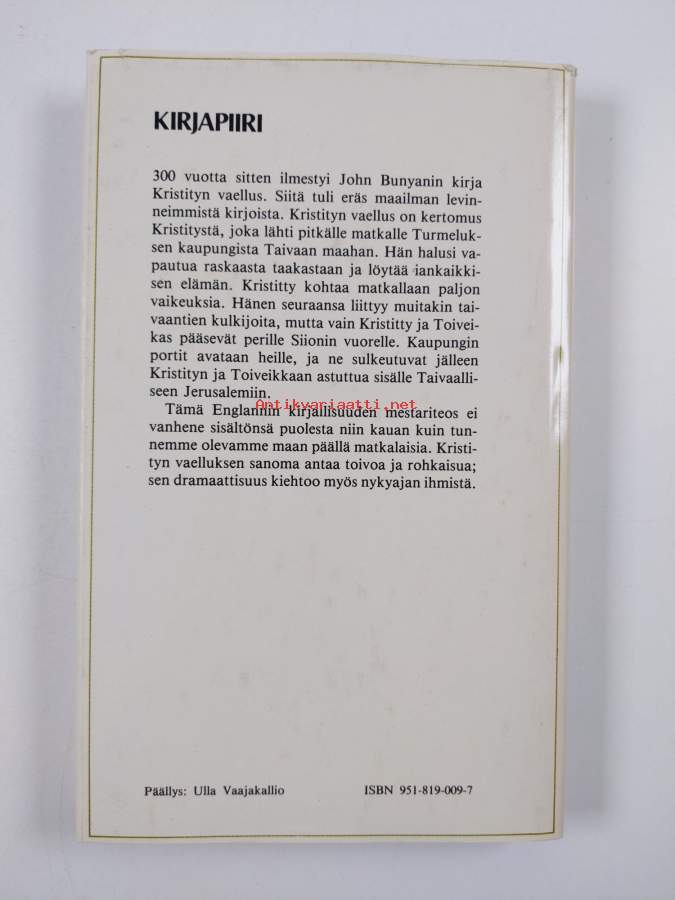 KIRJAPIIRI
300 vuotta sitten ilmestyi John Bunyanin kirja
Kristityn vaellus. Siitä tuli eräs maailman levin-
neimmistä kirjoista. Kristityn vaellus on kertomus
Kristitystä, joka lähti pitkälle matkalle Turmeluk-
sen kaupungista Taivaan maahan. Hän halusi va-
pautua raskaasta taakastaan ja löytää iankaikki-
sen elämän. Kristitty kohtaa matkallaan paljon
vaikeuksia. Hänen seuraansa liittyy muitakin tai-
vaantien kulkijoita, mutta vain Kristitty ja Toivei-
kas pääsevät perille Siionin vuorelle. Kaupungin
portit avataan heille, ja ne sulkeutuvat jälleen
Kristityn ja Toiveikkaan astuttua sisälle Taivaalli-
seen Jerusalemiin.
Antikvariaatti.net
Tämä Englannin kirjallisuuden mestariteos ei
vanhene sisältönsä puolesta niin kauan kuin tun-
nemme olevamme maan päällä matkalaisia. Kristi-
tyn vaelluksen sanoma antaa toivoa ja rohkaisua;
sen dramaattisuus kiehtoo myös nykyajan ihmistä.
Päällys: Ulla Vaajakallio
ISBN 951-819-009-7